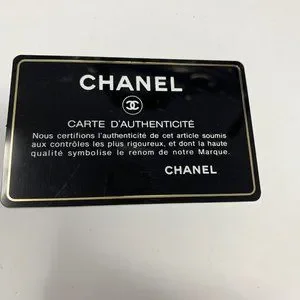 CHANEL
CARTE D'AUTHENTICITÉ
Nous certifions l'authenticité de cet article soumis
aux contrôles les plus rigoureux, et dont la haute
qualité symbolise le renom de notre Marque.
CHANEL